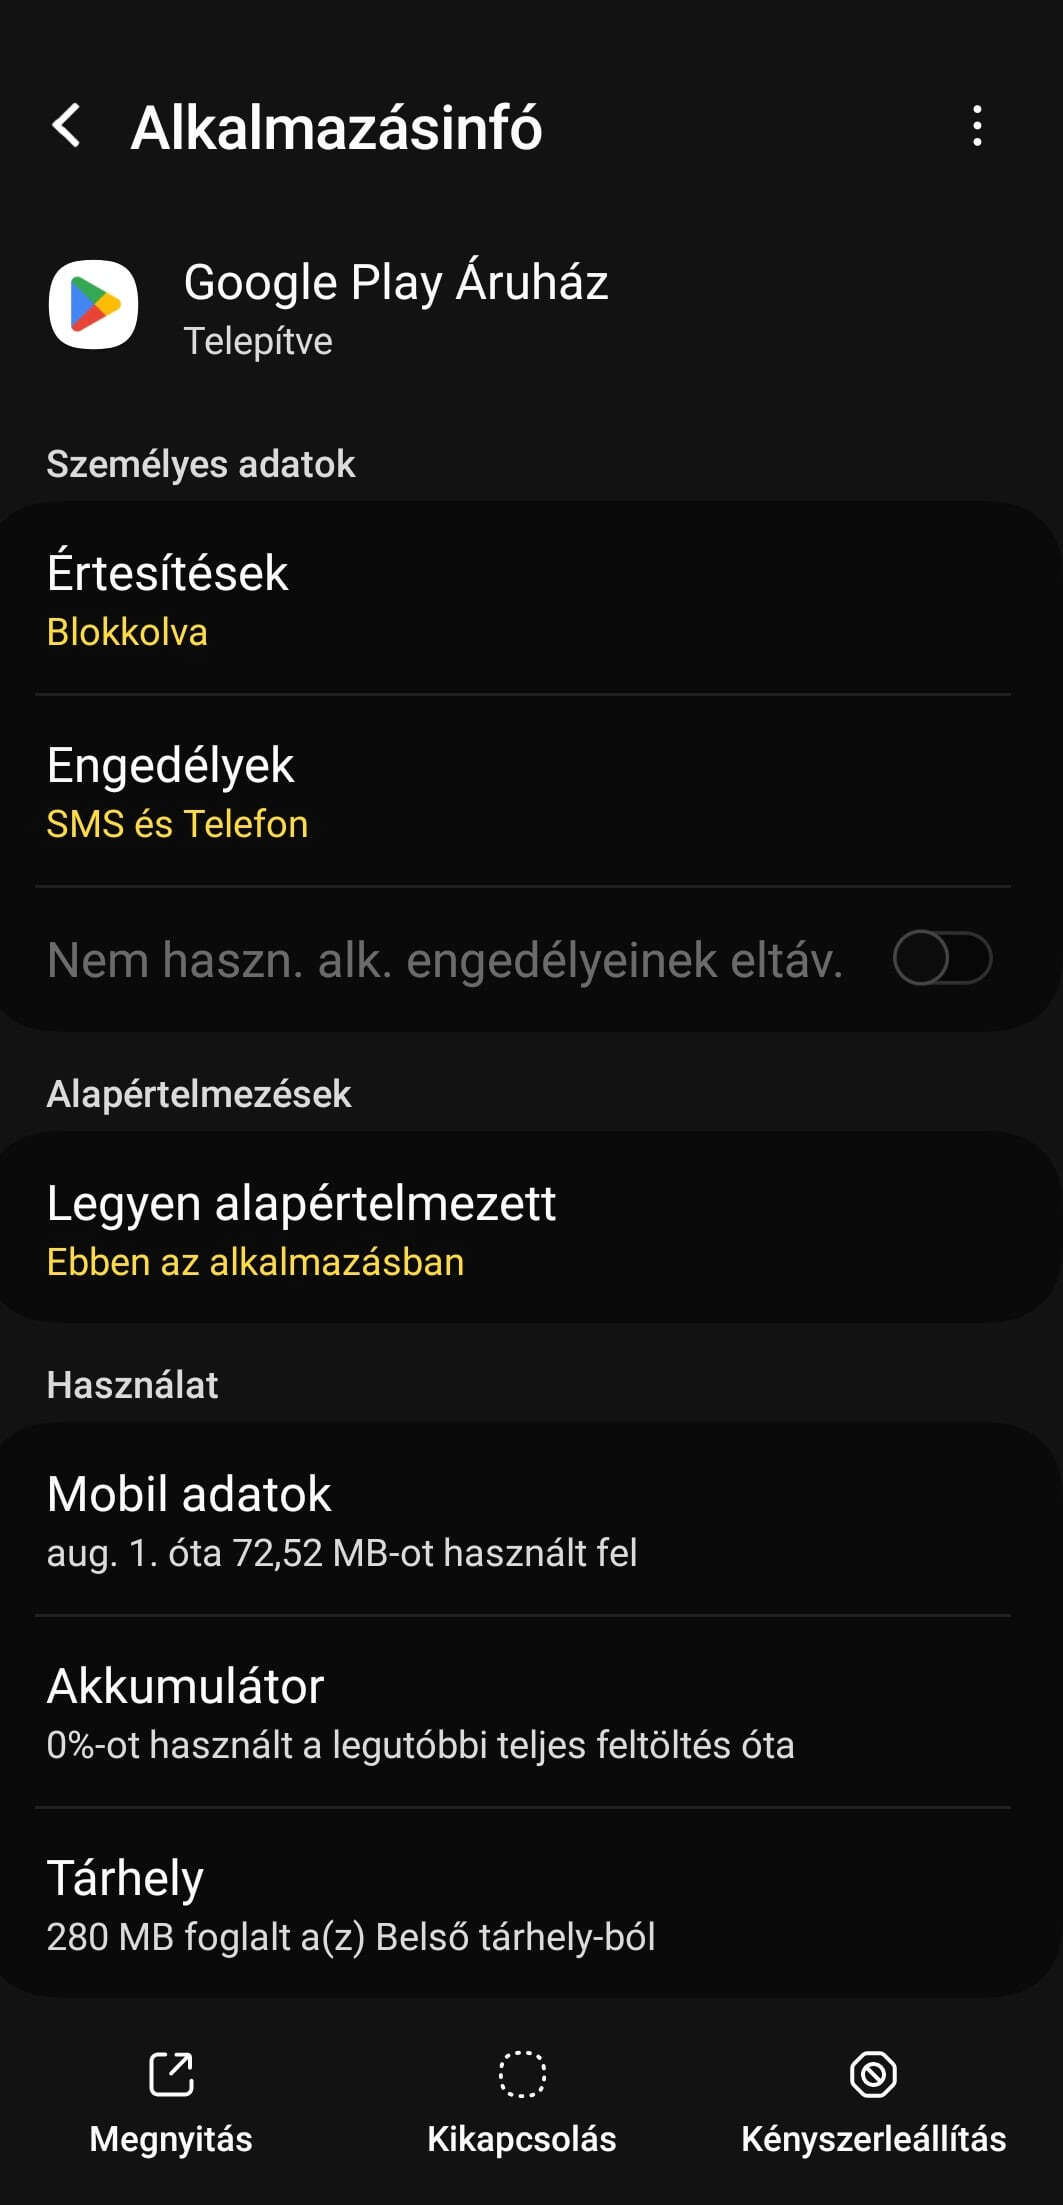 Alkalmazásinfó
Google Play Áruház
Telepítve
Személyes adatok
Értesítések
Blokkolva
Engedélyek
SMS és Telefon
Nem haszn. alk. engedélyeinek eltáv.
Alapértelmezések
Legyen alapértelmezett
Ebben az alkalmazásban
Használat
Mobil adatok
aug. 1. óta 72,52 MB-ot használt fel
Akkumulátor
0%-ot használt a legutóbbi teljes feltöltés óta
Tárhely
280 MB foglalt a(z) Belső tárhely-ból
Megnyitás
Kikapcsolás
Kényszerleállítás